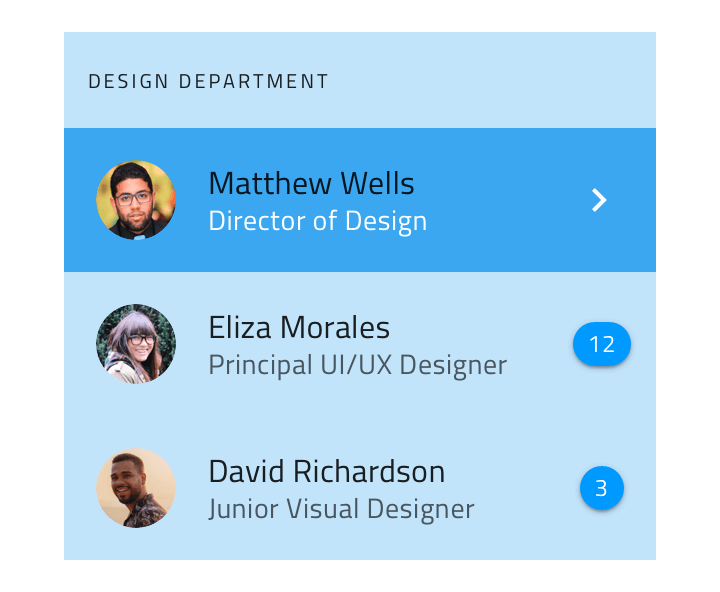 DESIGN DEPARTMENT
Matthew Wells
Director of Design
Eliza Morales
Principal UI/UX Designer
12
David Richardson
Junior Visual Designer
3